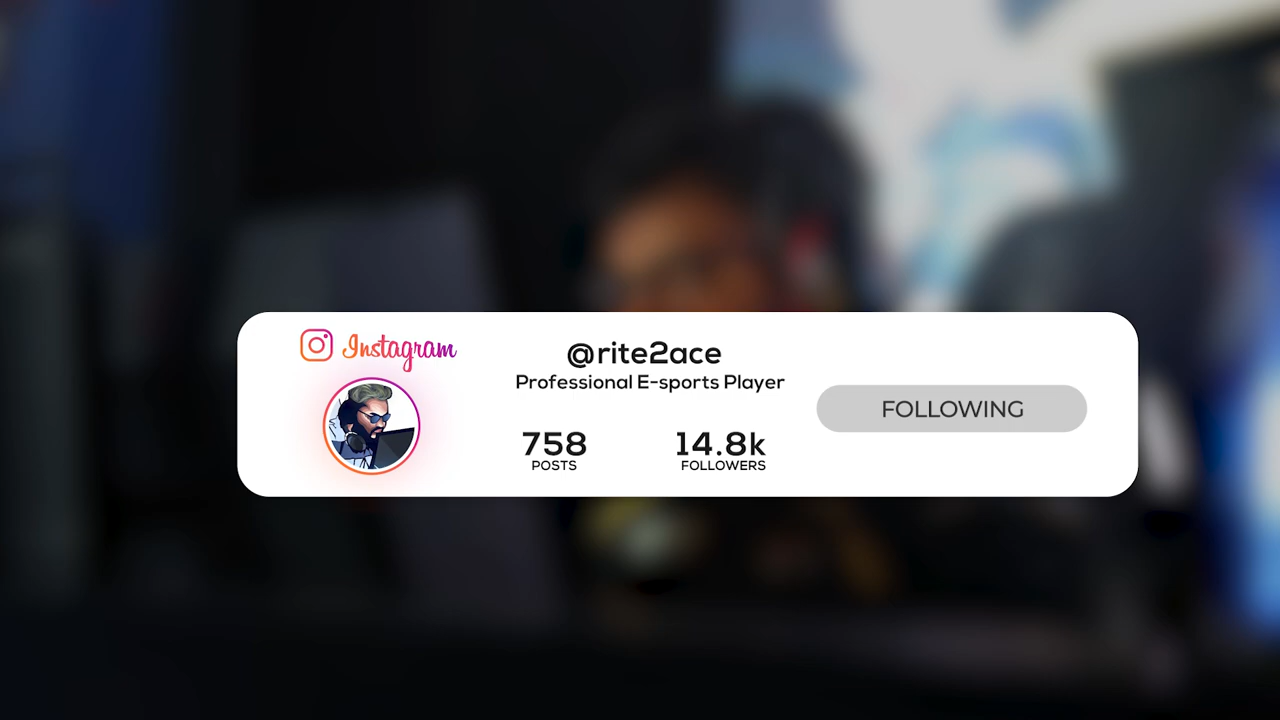 Instagram
@rite2ace
Professional E-sports Player
758
POSTS
14.8k
FOLLOWERS
FOLLOWING